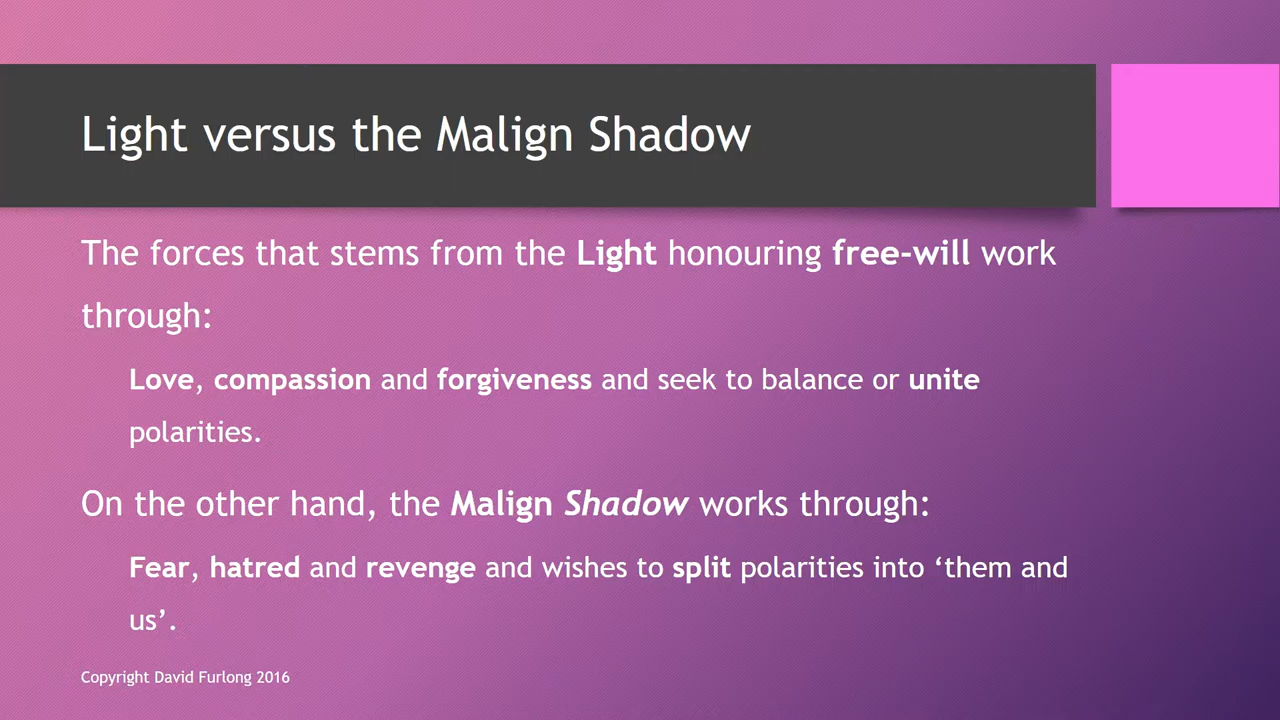 Light versus the Malign Shadow
The forces that stems from the Light honouring free-will work
through:
Love, compassion and forgiveness and seek to balance or unite
polarities.
On the other hand, the Malign Shadow works through:
Fear, hatred and revenge and wishes to split polarities into ‘them and
us’.
Copyright David Furlong 2016